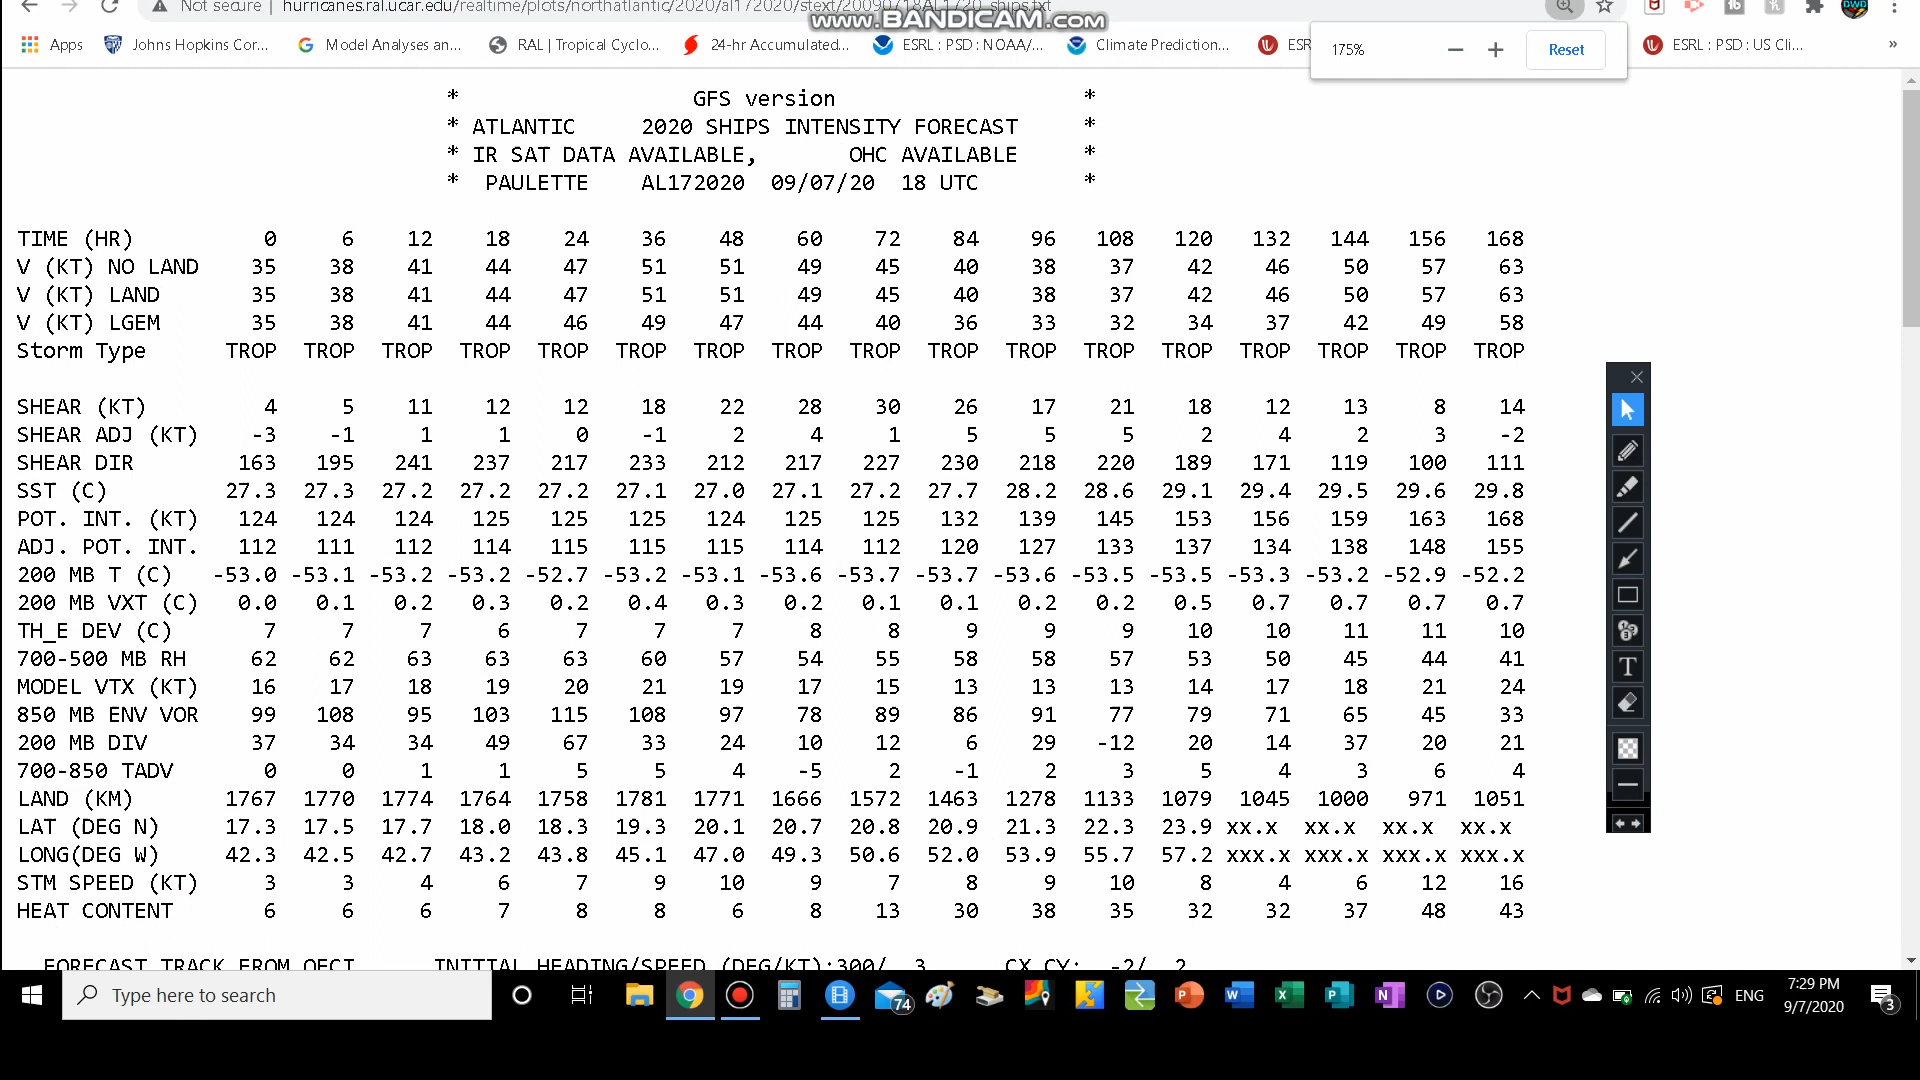 Not secure | hurricanes.ral.ucar.edu/realtime/plots/northatlantic/2020/al172020/stext/20090718AL1720_ships.txt
www.BANDICAM.com
Apps Johns Hopkins Cor... Model Analyses an... RAL | Tropical Cyclo... 24-hr Accumulated... ESRL : PSD : NOAA/... Climate Prediction... ESR ESRL : PSD : US Cli... »
175% − + Reset
* GFS version *
* ATLANTIC 2020 SHIPS INTENSITY FORECAST *
* IR SAT DATA AVAILABLE, OHC AVAILABLE *
* PAULETTE AL172020 09/07/20 18 UTC *
TIME (HR) 0 6 12 18 24 36 48 60 72 84 96 108 120 132 144 156 168
V (KT) NO LAND 35 38 41 44 47 51 51 49 45 40 38 37 42 46 50 57 63
V (KT) LAND 35 38 41 44 47 51 51 49 45 40 38 37 42 46 50 57 63
V (KT) LGEM 35 38 41 44 46 49 47 44 40 36 33 32 34 37 42 49 58
Storm Type TROP TROP TROP TROP TROP TROP TROP TROP TROP TROP TROP TROP TROP TROP TROP TROP TROP
SHEAR (KT) 4 5 11 12 12 18 22 28 30 26 17 21 18 12 13 8 14
SHEAR ADJ (KT) -3 -1 1 1 0 -1 2 4 1 5 5 5 2 4 2 3 -2
SHEAR DIR 163 195 241 237 217 233 212 217 227 230 218 220 189 171 119 100 111
SST (C) 27.3 27.3 27.2 27.2 27.2 27.1 27.0 27.1 27.2 27.7 28.2 28.6 29.1 29.4 29.5 29.6 29.8
POT. INT. (KT) 124 124 124 125 125 125 124 125 125 132 139 145 153 156 159 163 168
ADJ. POT. INT. 112 111 112 114 115 115 115 114 112 120 127 133 137 134 138 148 155
200 MB T (C) -53.0 -53.1 -53.2 -53.2 -52.7 -53.2 -53.1 -53.6 -53.7 -53.7 -53.6 -53.5 -53.5 -53.3 -53.2 -52.9 -52.2
200 MB VXT (C) 0.0 0.1 0.2 0.3 0.2 0.4 0.3 0.2 0.1 0.1 0.2 0.2 0.5 0.7 0.7 0.7 0.7
TH_E DEV (C) 7 7 7 6 7 7 7 8 8 9 9 9 10 10 11 11 10
700-500 MB RH 62 62 63 63 63 60 57 54 55 58 58 57 53 50 45 44 41
MODEL VTX (KT) 16 17 18 19 20 21 19 17 15 13 13 13 14 17 18 21 24
850 MB ENV VOR 99 108 95 103 115 108 97 78 89 86 91 77 79 71 65 45 33
200 MB DIV 37 34 34 49 67 33 24 10 12 6 29 -12 20 14 37 20 21
700-850 TADV 0 0 1 1 5 5 4 -5 2 -1 2 3 5 4 3 6 4
LAND (KM) 1767 1770 1774 1764 1758 1781 1771 1666 1572 1463 1278 1133 1079 1045 1000 971 1051
LAT (DEG N) 17.3 17.5 17.7 18.0 18.3 19.3 20.1 20.7 20.8 20.9 21.3 22.3 23.9 xx.x xx.x xx.x xx.x
LONG(DEG W) 42.3 42.5 42.7 43.2 43.8 45.1 47.0 49.3 50.6 52.0 53.9 55.7 57.2 xxx.x xxx.x xxx.x xxx.x
STM SPEED (KT) 3 3 4 6 7 9 10 9 7 8 9 10 8 4 6 12 16
HEAT CONTENT 6 6 6 7 8 8 6 8 13 30 38 35 32 32 37 48 43
FORECAST TRACK FROM OFCI INITIAL HEADING/SPEED (DEG/KT):300/ 3 CX,CY: -2/ 2
Type here to search
74
ENG
7:29 PM
9/7/2020
3